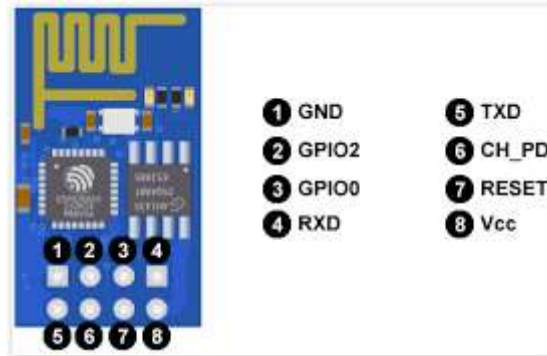 1 GND
2 GPIO2
3 GPIO0
4 RXD
5 TXD
6 CH_PD
7 RESET
8 Vcc
1 2 3 4
5 6 7 8